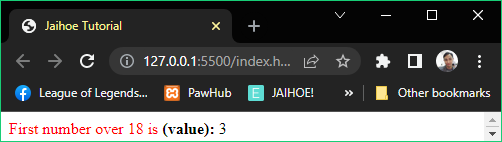 Jaihoe Tutorial
127.0.0.1:5500/index.h...
League of Legends... PawHub JAIHOE! » Other bookmarks
First number over 18 is (value): 3